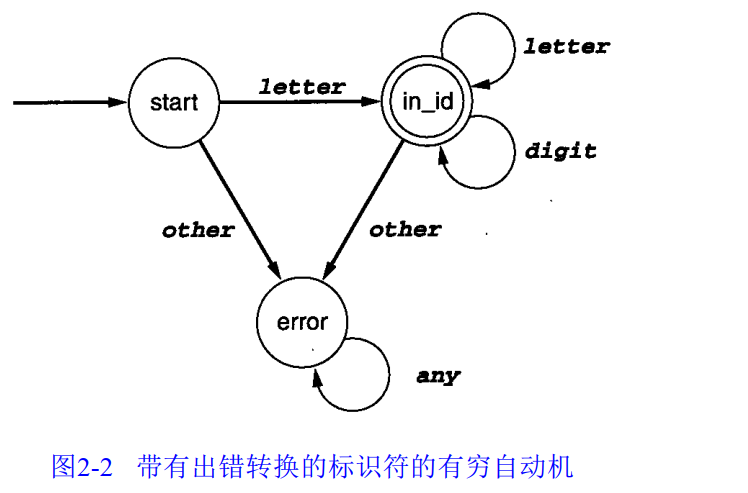 letter
letter
start
in_id
digit
other
other
error
any
图2-2 带有出错转换的标识符的有穷自动机